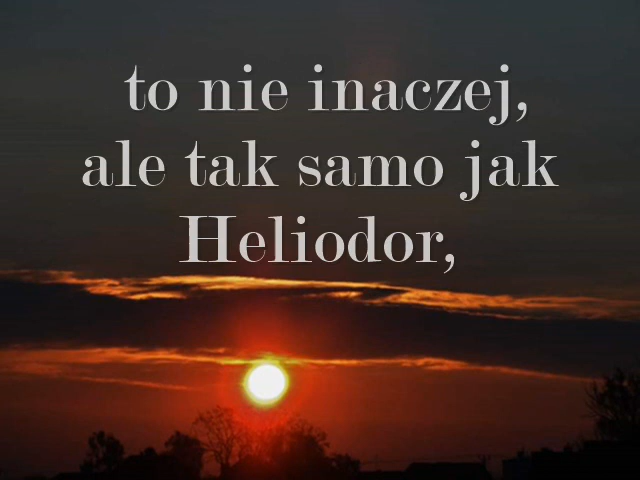 to nie inaczej,
ale tak samo jak
Heliodor,